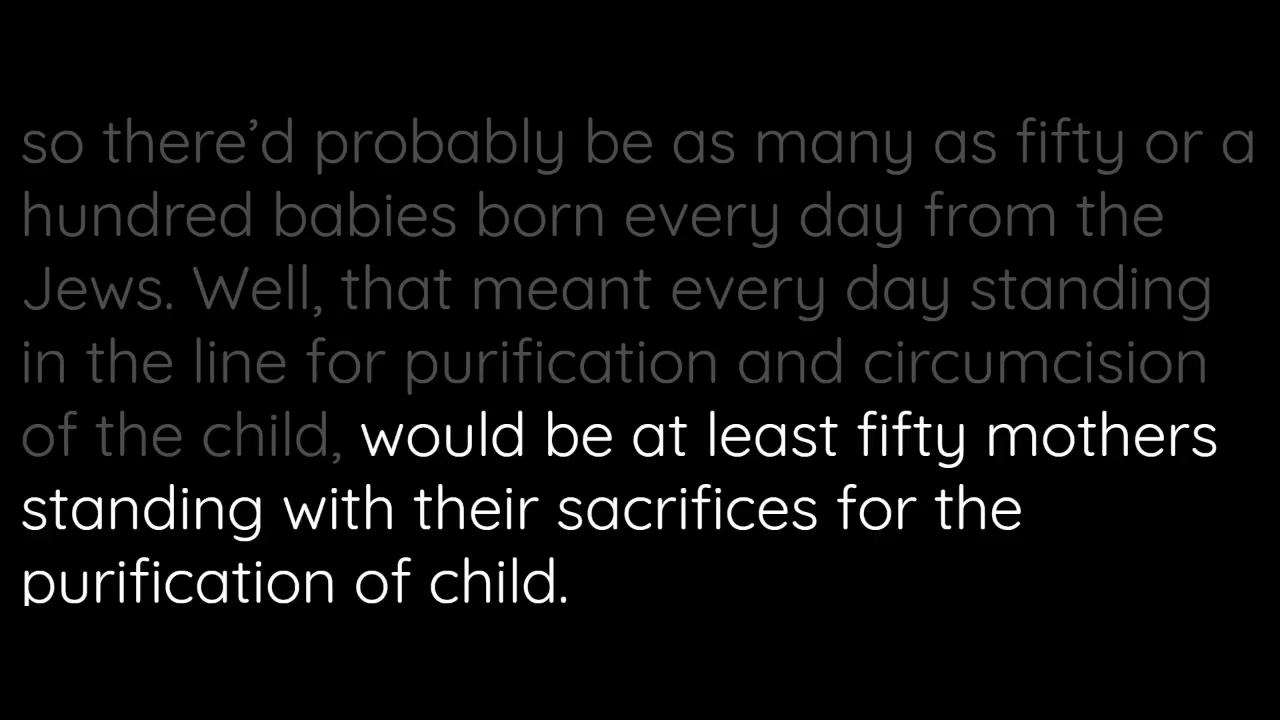 so there’d probably be as many as fifty or a
hundred babies born every day from the
Jews. Well, that meant every day standing
in the line for purification and circumcision
of the child, would be at least fifty mothers
standing with their sacrifices for the
purification of child.